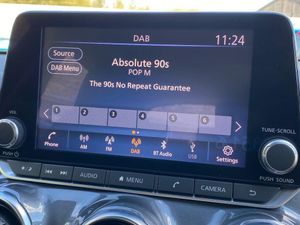 DAB
11:24
Source
DAB Menu
Absolute 90s
POP M
The 90s No Repeat Guarantee
1 2 3 4 5 6
Phone AM FM DAB BT Audio USB Settings
VOL
PUSH
TUNE·SCROLL
PUSH SOUND
AUDIO MENU CAMERA